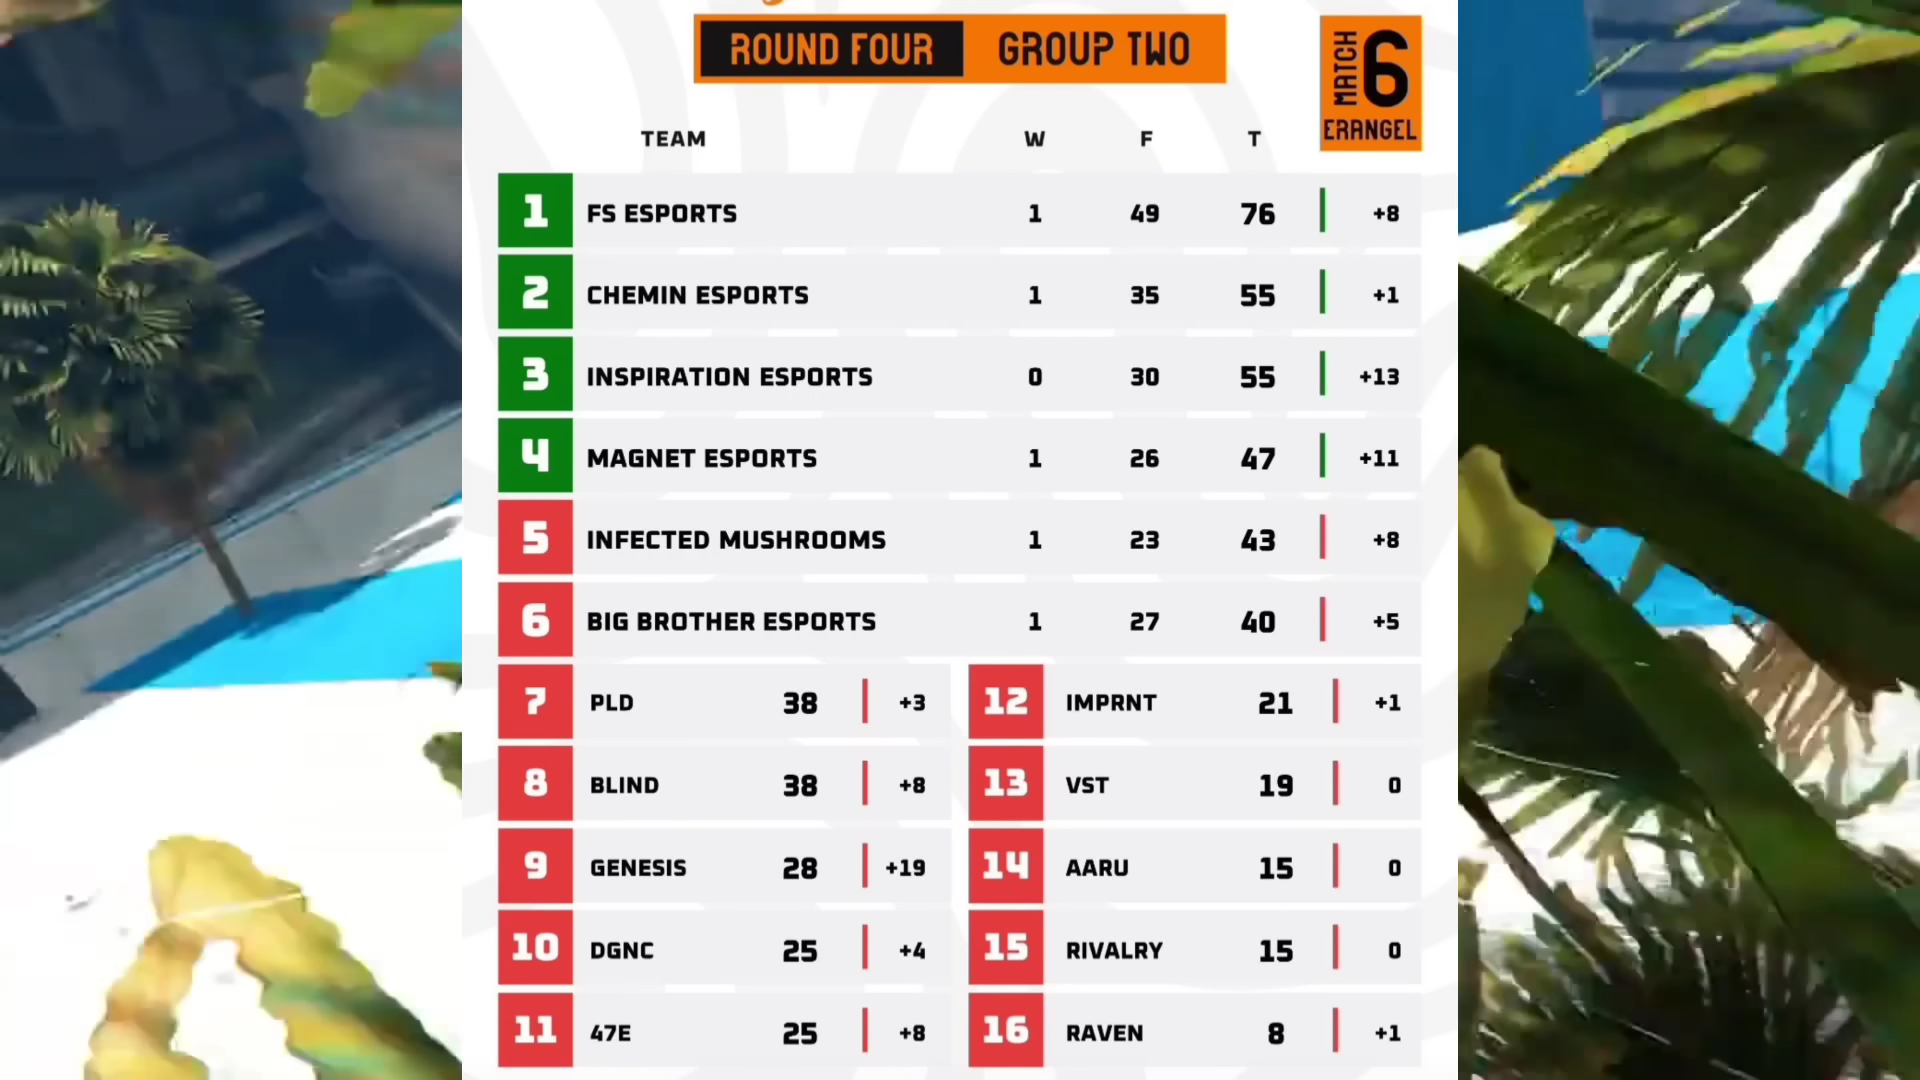 ROUND FOUR GROUP TWO
MATCH 6
ERANGEL
TEAM W F T
1 FS ESPORTS 1 49 76 +8
2 CHEMIN ESPORTS 1 35 55 +1
3 INSPIRATION ESPORTS 0 30 55 +13
4 MAGNET ESPORTS 1 26 47 +11
5 INFECTED MUSHROOMS 1 23 43 +8
6 BIG BROTHER ESPORTS 1 27 40 +5
7 PLD 38 +3
8 BLIND 38 +8
9 GENESIS 28 +19
10 DGNC 25 +4
11 47E 25 +8
12 IMPRNT 21 +1
13 VST 19 0
14 AARU 15 0
15 RIVALRY 15 0
16 RAVEN 8 +1